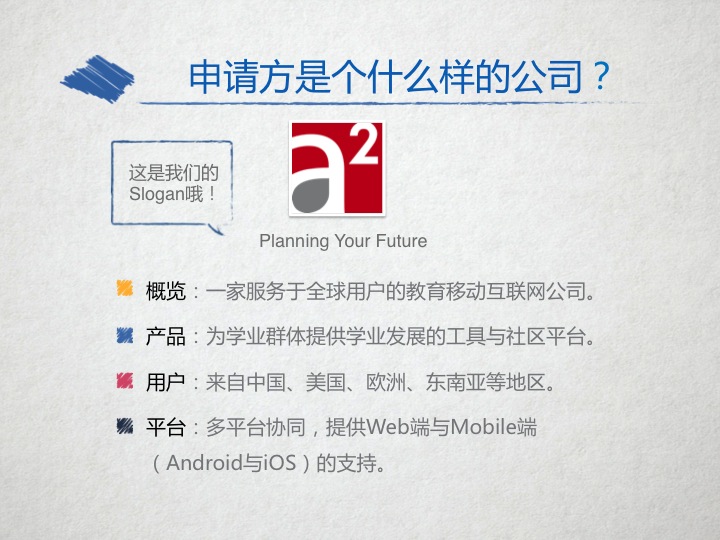 申请方是个什么样的公司？
这是我们的
Slogan哦！
a2
Planning Your Future
概览：一家服务于全球用户的教育移动互联网公司。
产品：为学业群体提供学业发展的工具与社区平台。
用户：来自中国、美国、欧洲、东南亚等地区。
平台：多平台协同，提供Web端与Mobile端
（Android与iOS）的支持。